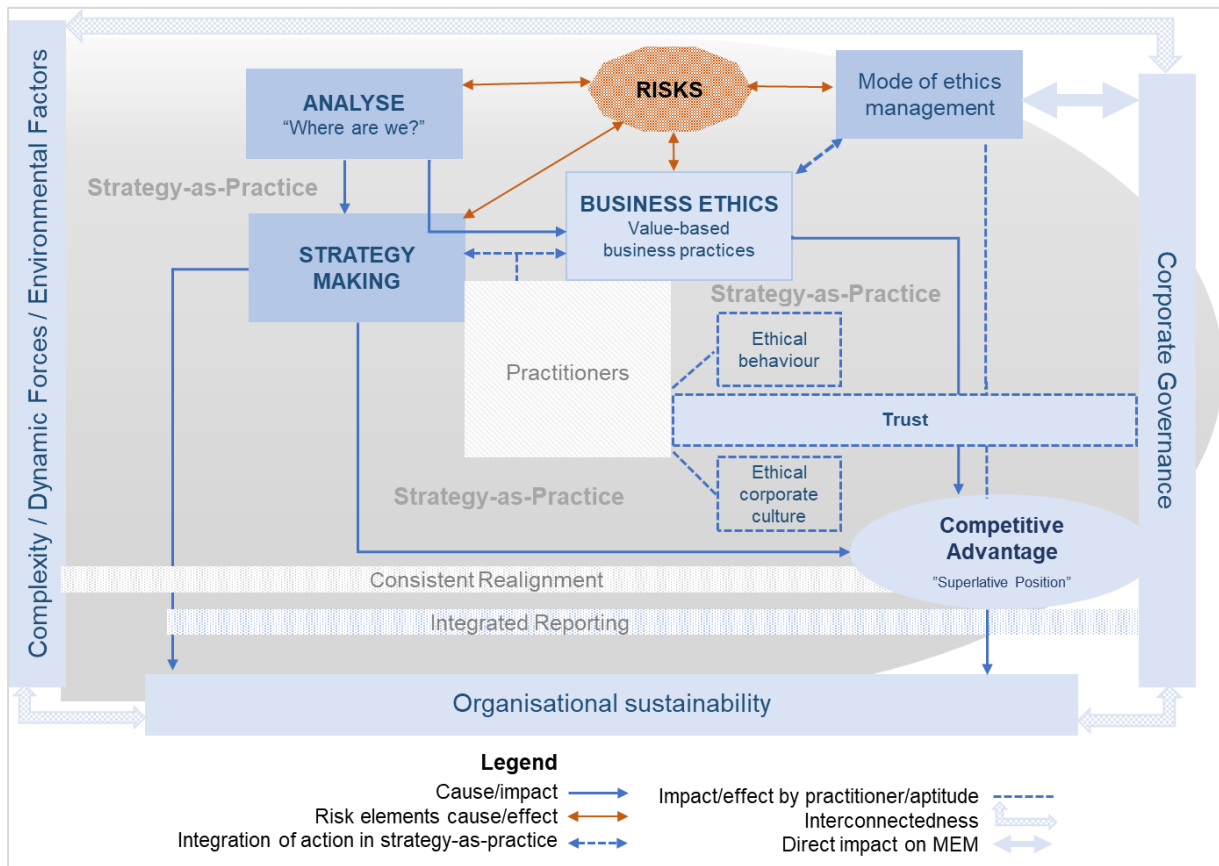 Complexity / Dynamic Forces / Environmental Factors
ANALYSE
“Where are we?”
RISKS
Mode of ethics
management
Strategy-as-Practice
BUSINESS ETHICS
Value-based
business practices
STRATEGY
MAKING
Strategy-as-Practice
Practitioners
Ethical
behaviour
Trust
Ethical
corporate
culture
Strategy-as-Practice
Competitive
Advantage
”Superlative Position”
Corporate Governance
Consistent Realignment
Integrated Reporting
Organisational sustainability
Legend
Cause/impact
Risk elements cause/effect
Integration of action in strategy-as-practice
Impact/effect by practitioner/aptitude
Interconnectedness
Direct impact on MEM